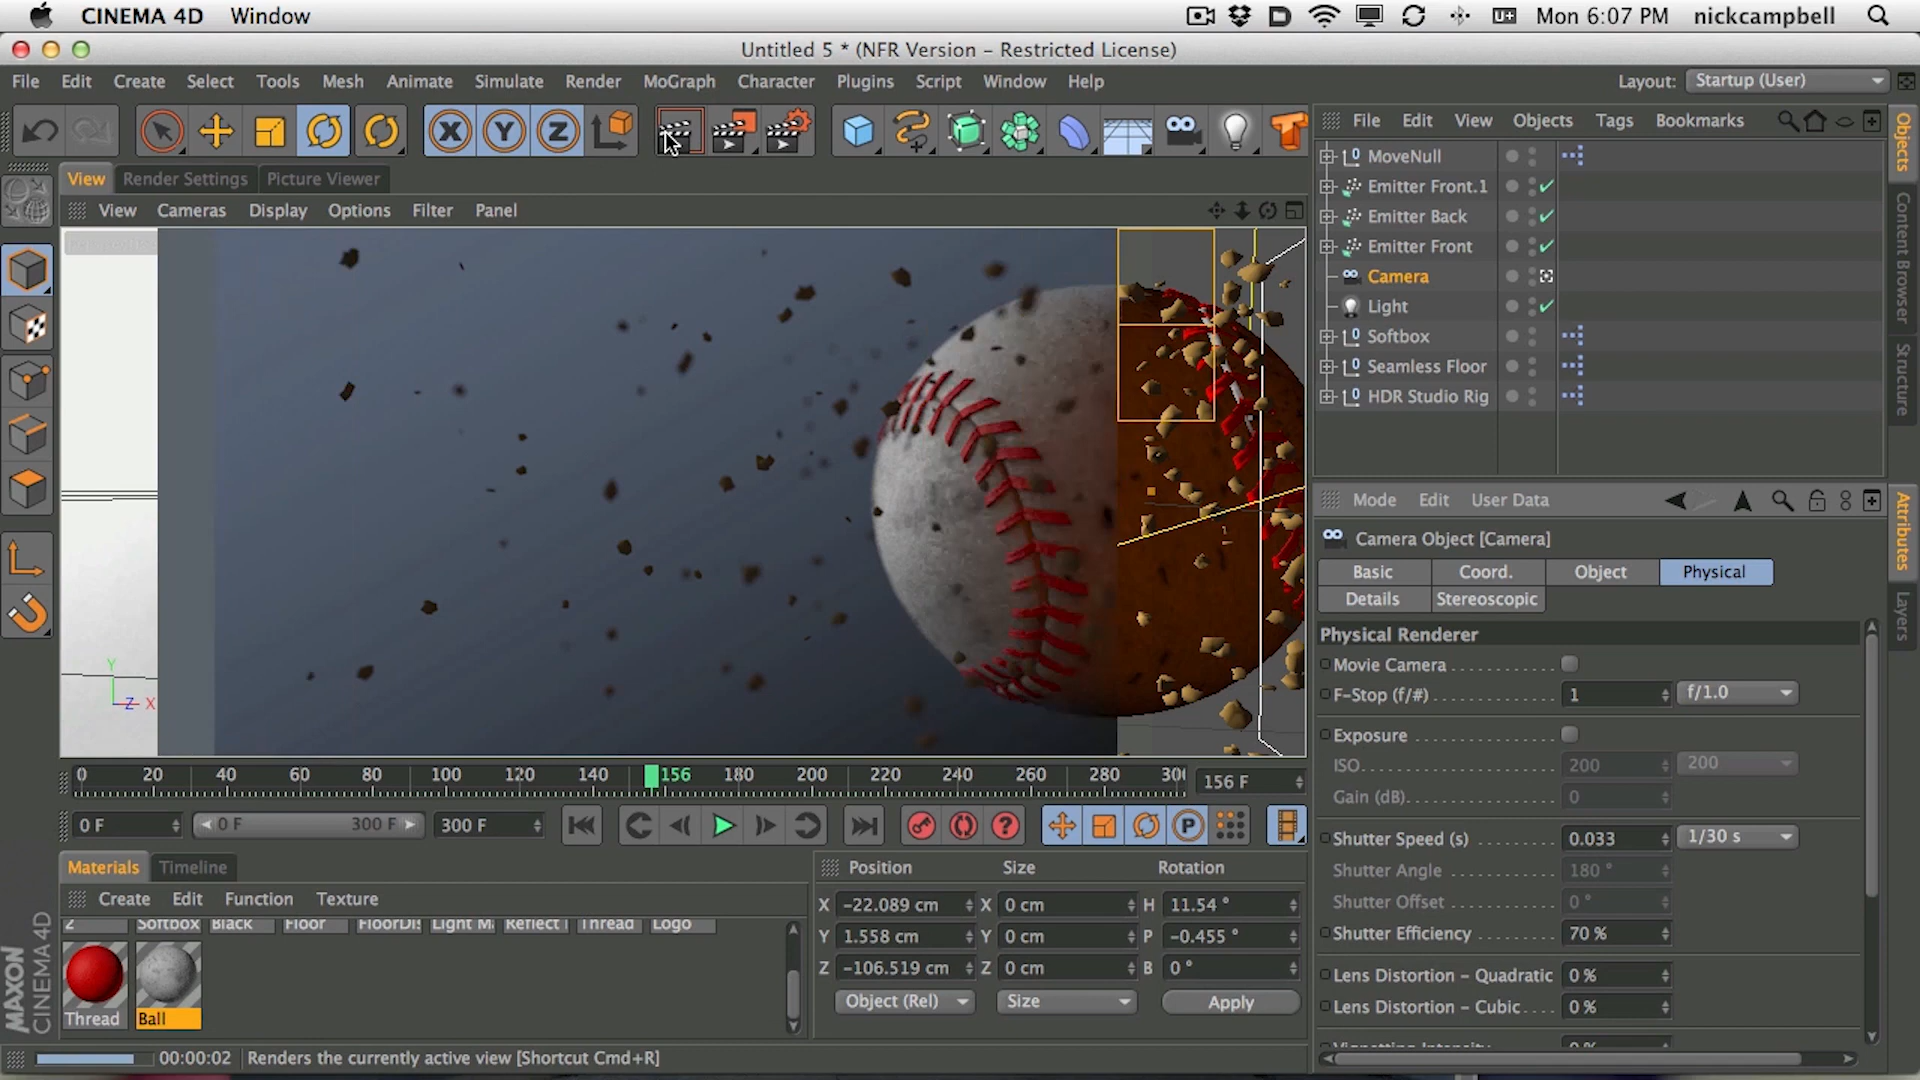 CINEMA 4D Window
Mon 6:07 PM nickcampbell
Untitled 5 * (NFR Version – Restricted License)
File Edit Create Select Tools Mesh Animate Simulate Render MoGraph Character Plugins Script Window Help
Layout: Startup (User)
X Y Z
File Edit View Objects Tags Bookmarks
View Render Settings Picture Viewer
View Cameras Display Options Filter Panel
MoveNull
Emitter Front.1
Emitter Back
Emitter Front
Camera
Light
Softbox
Seamless Floor
HDR Studio Rig
Objects
Content Browser
Structure
Mode Edit User Data
Camera Object [Camera]
Basic Coord. Object Physical
Details Stereoscopic
Attributes
Layers
Physical Renderer
Movie Camera
F-Stop (f/#) 1 f/1.0
Exposure
ISO 200 200
Gain (dB) 0
Shutter Speed (s) 0.033 1/30 s
Shutter Angle 180 °
Shutter Offset 0 °
Shutter Efficiency 70 %
Lens Distortion – Quadratic 0 %
Lens Distortion – Cubic 0 %
Y
Z X
0 20 40 60 80 100 120 140 156 180 200 220 240 260 280 156 F
0 F 0 F 300 F 300 F
P
Materials Timeline
Create Edit Function Texture
2 Softbox Black Floor Light M Reflect Thread Logo
Thread Ball
MAXON
CINEMA 4D
Position Size Rotation
X -22.089 cm X 0 cm H 11.54 °
Y 1.558 cm Y 0 cm P -0.455 °
Z -106.519 cm Z 0 cm B 0 °
Object (Rel) Size Apply
00:00:02 Renders the currently active view [Shortcut Cmd+R]